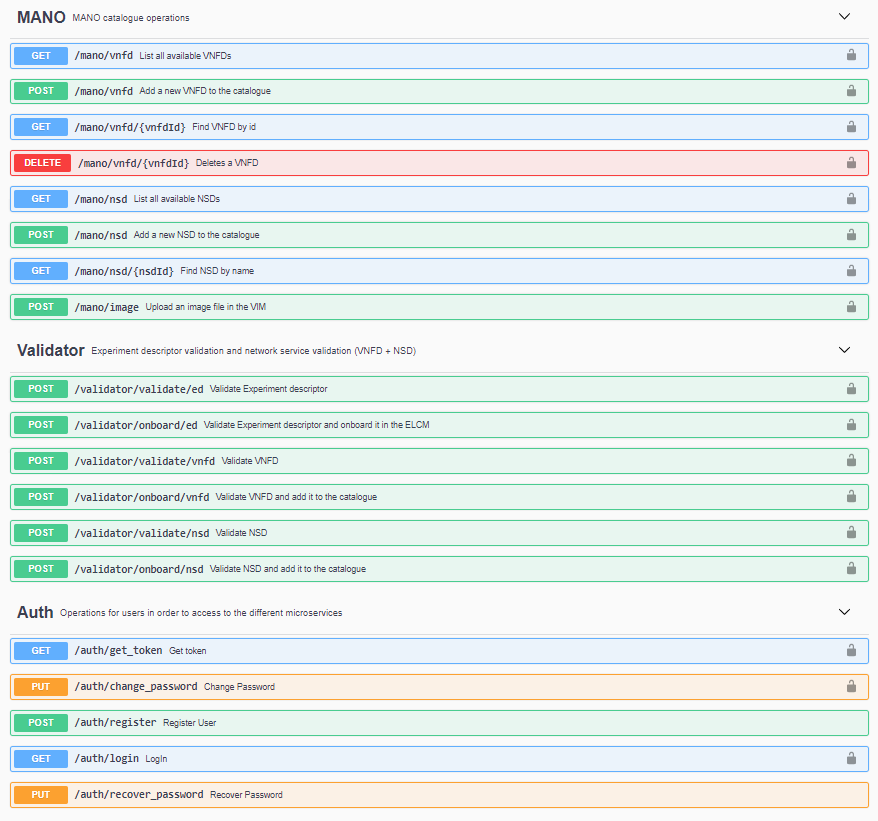 MANO MANO catalogue operations
GET /mano/vnfd List all available VNFDs
POST /mano/vnfd Add a new VNFD to the catalogue
GET /mano/vnfd/{vnfdId} Find VNFD by id
DELETE /mano/vnfd/{vnfdId} Deletes a VNFD
GET /mano/nsd List all available NSDs
POST /mano/nsd Add a new NSD to the catalogue
GET /mano/nsd/{nsdId} Find NSD by name
POST /mano/image Upload an image file in the VIM
Validator Experiment descriptor validation and network service validation (VNFD + NSD)
POST /validator/validate/ed Validate Experiment descriptor
POST /validator/onboard/ed Validate Experiment descriptor and onboard it in the ELCM
POST /validator/validate/vnfd Validate VNFD
POST /validator/onboard/vnfd Validate VNFD and add it to the catalogue
POST /validator/validate/nsd Validate NSD
POST /validator/onboard/nsd Validate NSD and add it to the catalogue
Auth Operations for users in order to access to the different microservices
GET /auth/get_token Get token
PUT /auth/change_password Change Password
POST /auth/register Register User
GET /auth/login LogIn
PUT /auth/recover_password Recover Password